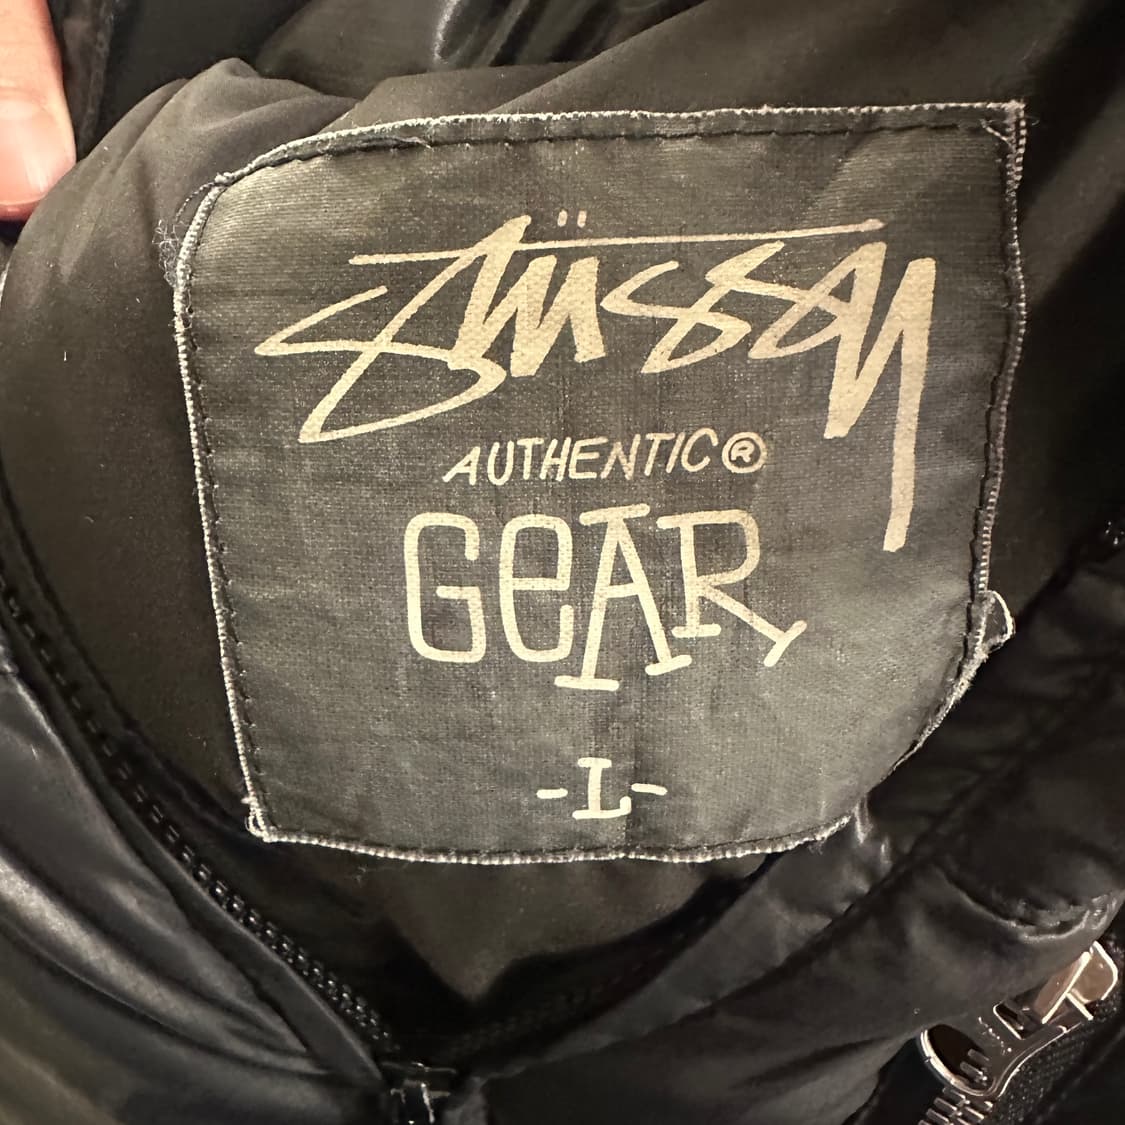 Stüssy
AUTHENTIC®
GeAR
-L-